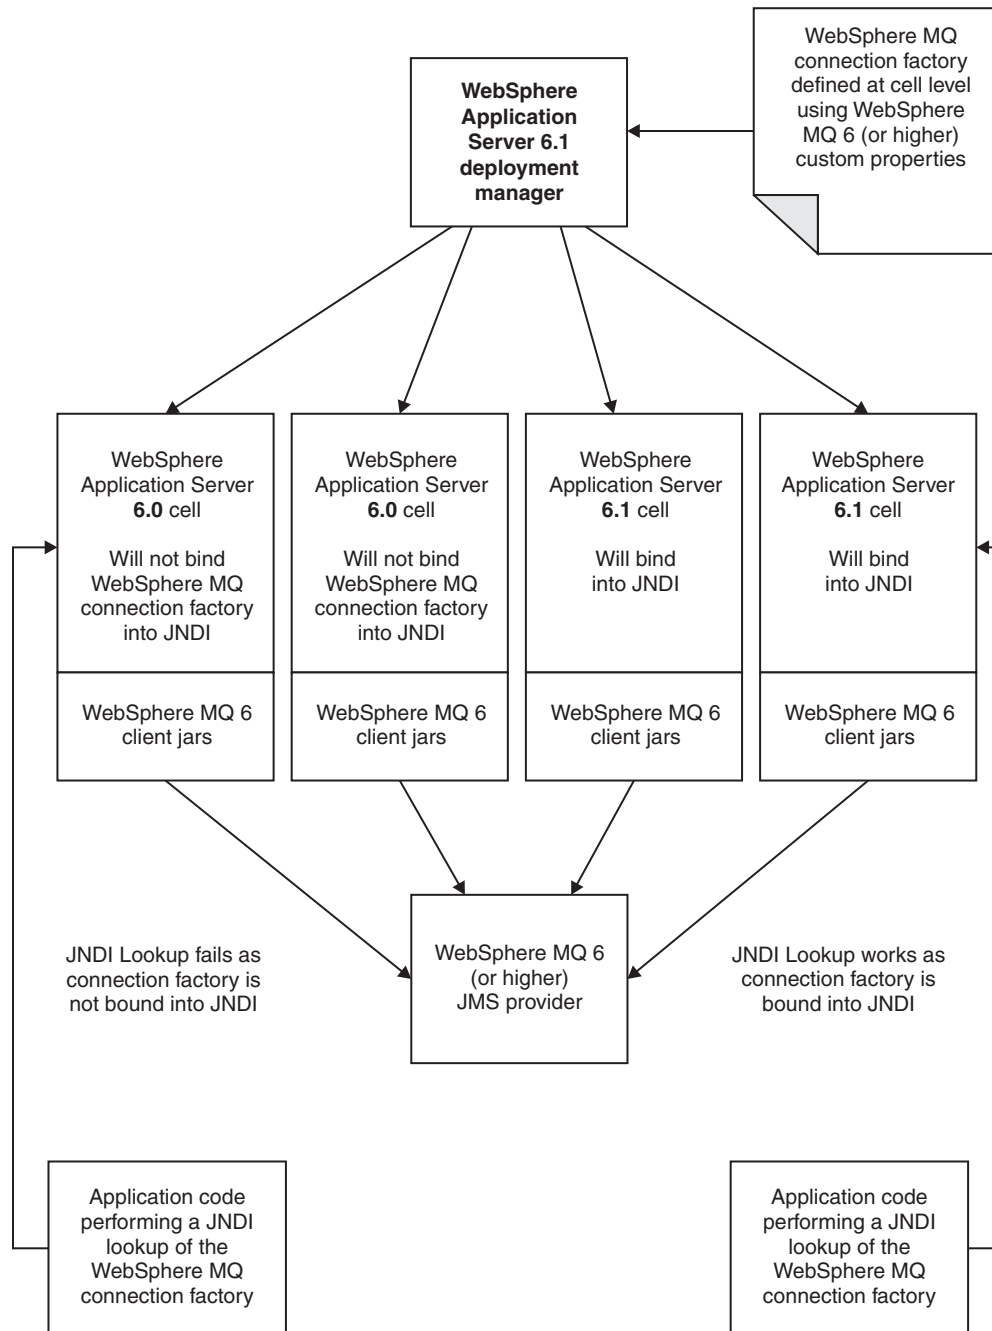 WebSphere MQ
connection factory
defined at cell level
using WebSphere
MQ 6 (or higher)
custom properties
WebSphere
Application
Server 6.1
deployment
manager
WebSphere
Application Server
6.0 cell
Will not bind
WebSphere MQ
connection factory
into JNDI
WebSphere MQ 6
client jars
WebSphere
Application Server
6.0 cell
Will not bind
WebSphere MQ
connection factory
into JNDI
WebSphere MQ 6
client jars
WebSphere
Application Server
6.1 cell
Will bind
into JNDI
WebSphere MQ 6
client jars
WebSphere
Application Server
6.1 cell
Will bind
into JNDI
WebSphere MQ 6
client jars
JNDI Lookup fails as
connection factory is
not bound into JNDI
WebSphere MQ 6
(or higher)
JMS provider
JNDI Lookup works as
connection factory is
bound into JNDI
Application code
performing a JNDI
lookup of the
WebSphere MQ
connection factory
Application code
performing a JNDI
lookup of the
WebSphere MQ
connection factory